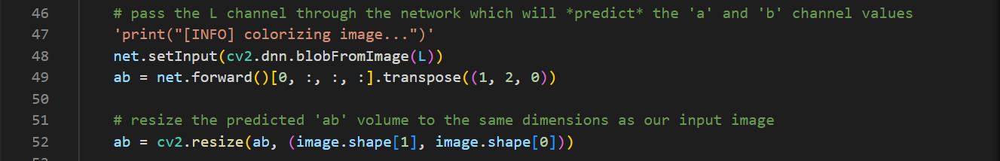 46 # pass the L channel through the network which will *predict* the 'a' and 'b' channel values
47 'print("[INFO] colorizing image...")'
48 net.setInput(cv2.dnn.blobFromImage(L))
49 ab = net.forward()[0, :, :, :].transpose((1, 2, 0))
50
51 # resize the predicted 'ab' volume to the same dimensions as our input image
52 ab = cv2.resize(ab, (image.shape[1], image.shape[0]))